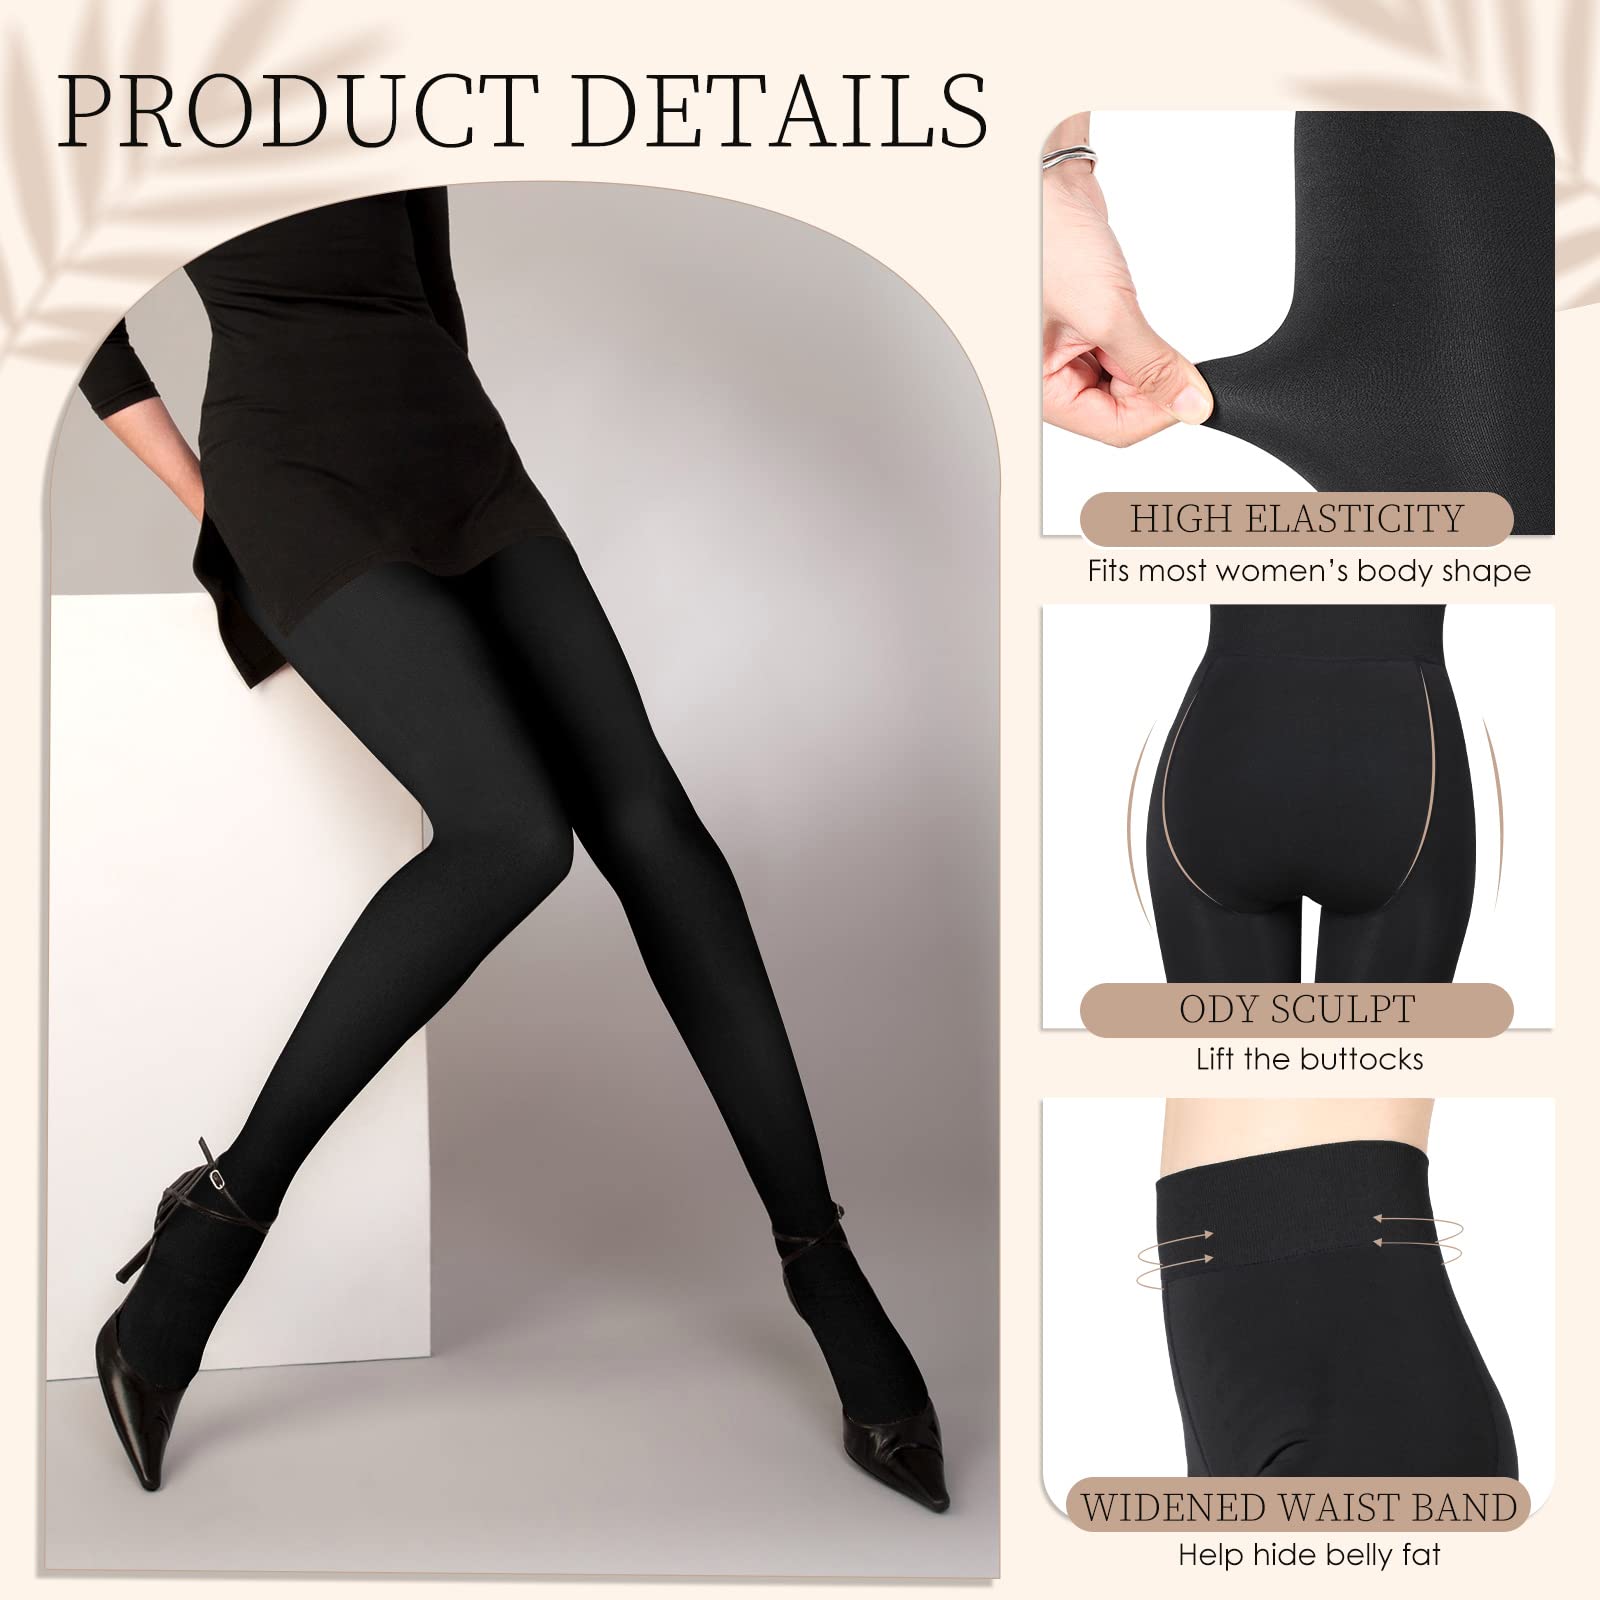 PRODUCT DETAILS
HIGH ELASTICITY
Fits most women's body shape
ODY SCULPT
Lift the buttocks
WIDENED WAIST BAND
Help hide belly fat